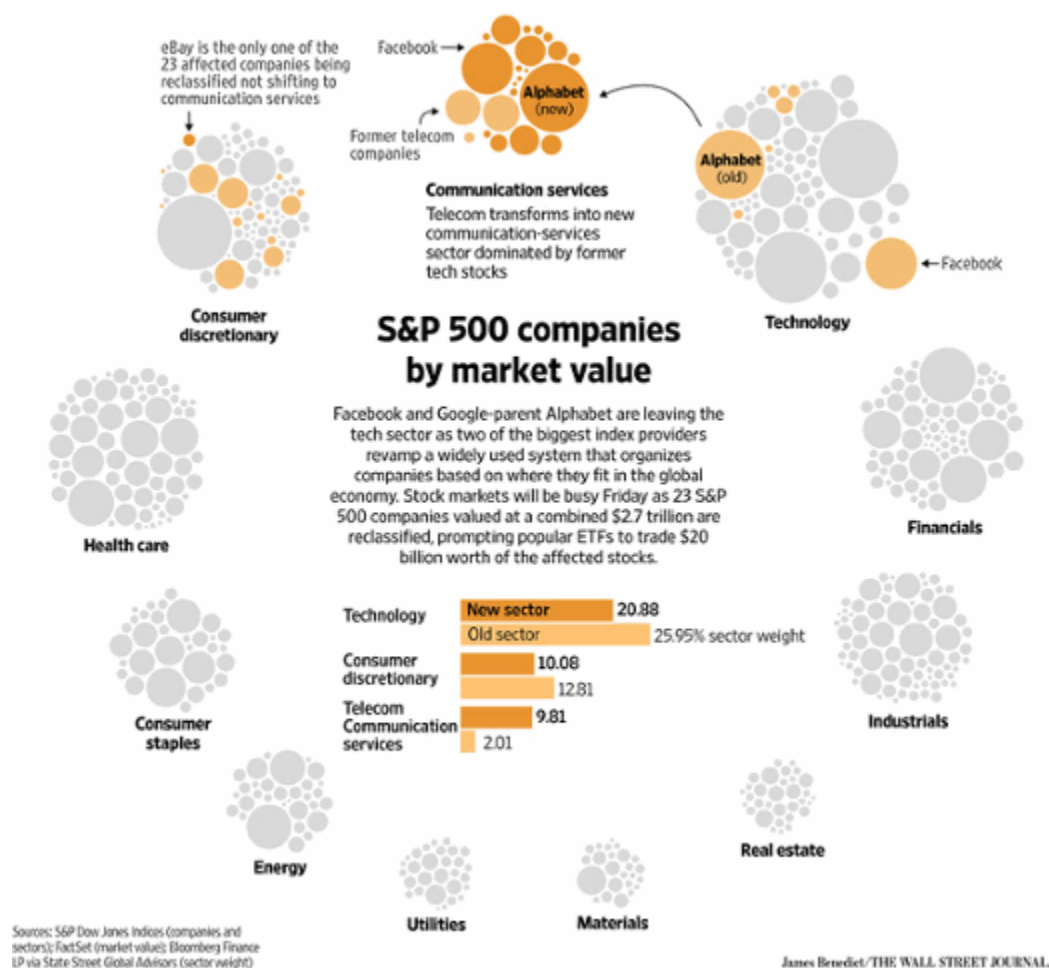 eBay is the only one of the
23 affected companies being
reclassified not shifting to
communication services
Facebook
Alphabet
(new)
Former telecom
companies
Alphabet
(old)
Facebook
Communication services
Telecom transforms into new
communication-services
sector dominated by former
tech stocks
Consumer
discretionary
Technology
S&P 500 companies
by market value
Facebook and Google-parent Alphabet are leaving the
tech sector as two of the biggest index providers
revamp a widely used system that organizes
companies based on where they fit in the global
economy. Stock markets will be busy Friday as 23 S&P
500 companies valued at a combined $2.7 trillion are
reclassified, prompting popular ETFs to trade $20
billion worth of the affected stocks.
Health care
Financials
Technology
New sector 20.88
Old sector 25.95% sector weight
Consumer
discretionary
10.08
12.81
Telecom
Communication
services
9.81
2.01
Consumer
staples
Industrials
Energy
Real estate
Utilities
Materials
Sources: S&P Dow Jones Indices (companies and
sectors); FactSet (market value); Bloomberg Finance
LP via State Street Global Advisors (sector weight)
James Benedict/THE WALL STREET JOURNAL